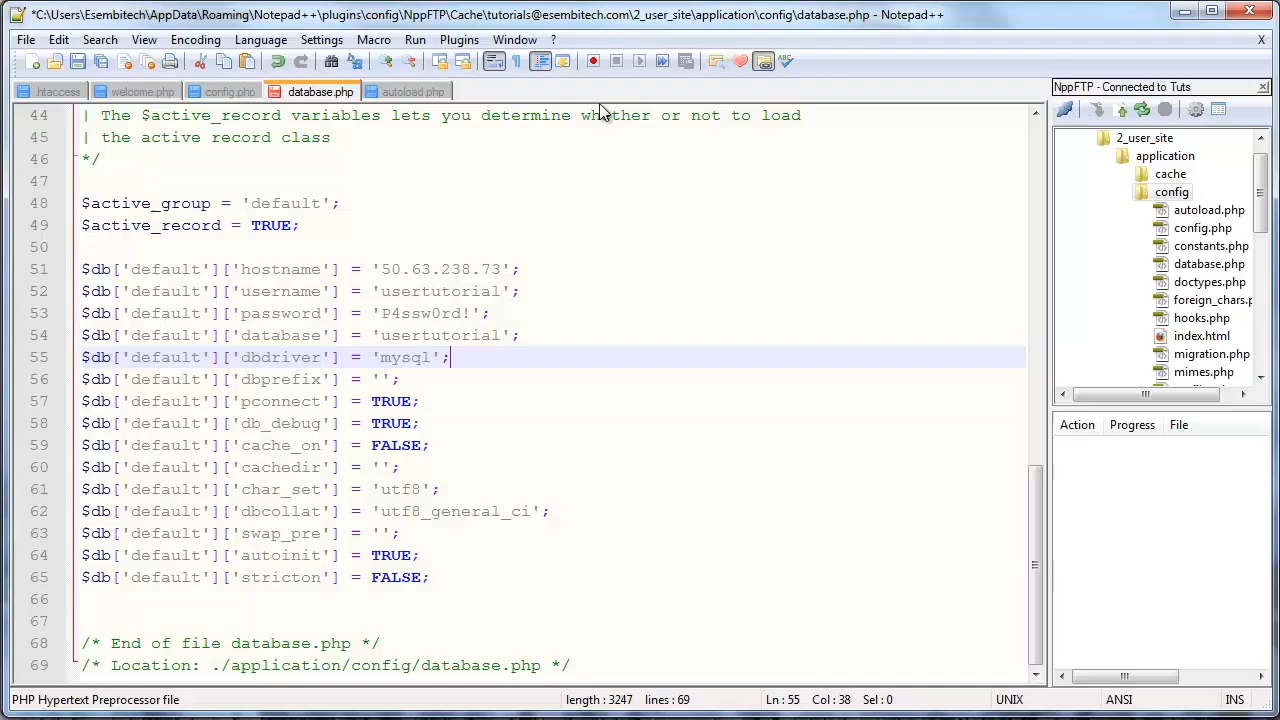 *C:\Users\Esembitech\AppData\Roaming\Notepad++\plugins\config\NppFTP\Cache\tutorials@esembitech.com\2_user_site\application\config\database.php - Notepad++
File Edit Search View Encoding Language Settings Macro Run Plugins Window ? X
htaccess welcome.php config.php database.php autoload.php
44 | The $active_record variables lets you determine whether or not to load
45 | the active record class
46 */
47
48 $active_group = 'default';
49 $active_record = TRUE;
50
51 $db['default']['hostname'] = '50.63.238.73';
52 $db['default']['username'] = 'usertutorial';
53 $db['default']['password'] = 'P4ssw0rd!';
54 $db['default']['database'] = 'usertutorial';
55 $db['default']['dbdriver'] = 'mysql';
56 $db['default']['dbprefix'] = '';
57 $db['default']['pconnect'] = TRUE;
58 $db['default']['db_debug'] = TRUE;
59 $db['default']['cache_on'] = FALSE;
60 $db['default']['cachedir'] = '';
61 $db['default']['char_set'] = 'utf8';
62 $db['default']['dbcollat'] = 'utf8_general_ci';
63 $db['default']['swap_pre'] = '';
64 $db['default']['autoinit'] = TRUE;
65 $db['default']['stricton'] = FALSE;
66
67
68 /* End of file database.php */
69 /* Location: ./application/config/database.php */
NppFTP - Connected to Tuts
2_user_site
application
cache
config
autoload.php
config.php
constants.php
database.php
doctypes.php
foreign_chars.p
hooks.php
index.html
migration.php
mimes.php
Action Progress File
PHP Hypertext Preprocessor file length : 3247 lines : 69 Ln : 55 Col : 38 Sel : 0 UNIX ANSI INS